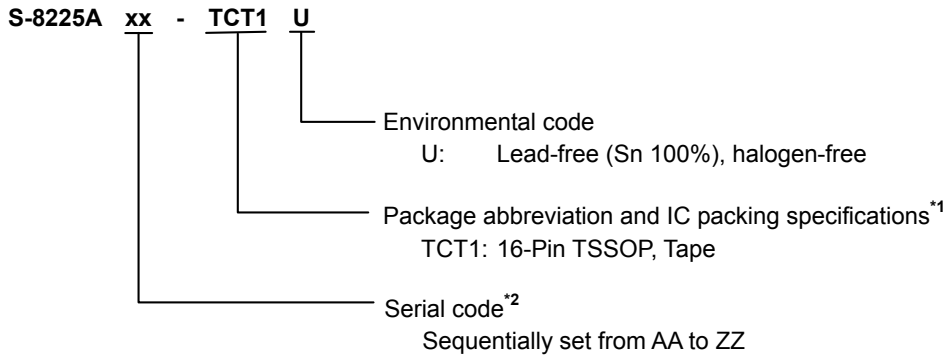 S-8225A xx - TCT1 U
Environmental code
U: Lead-free (Sn 100%), halogen-free
Package abbreviation and IC packing specifications*1
TCT1: 16-Pin TSSOP, Tape
Serial code*2
Sequentially set from AA to ZZ